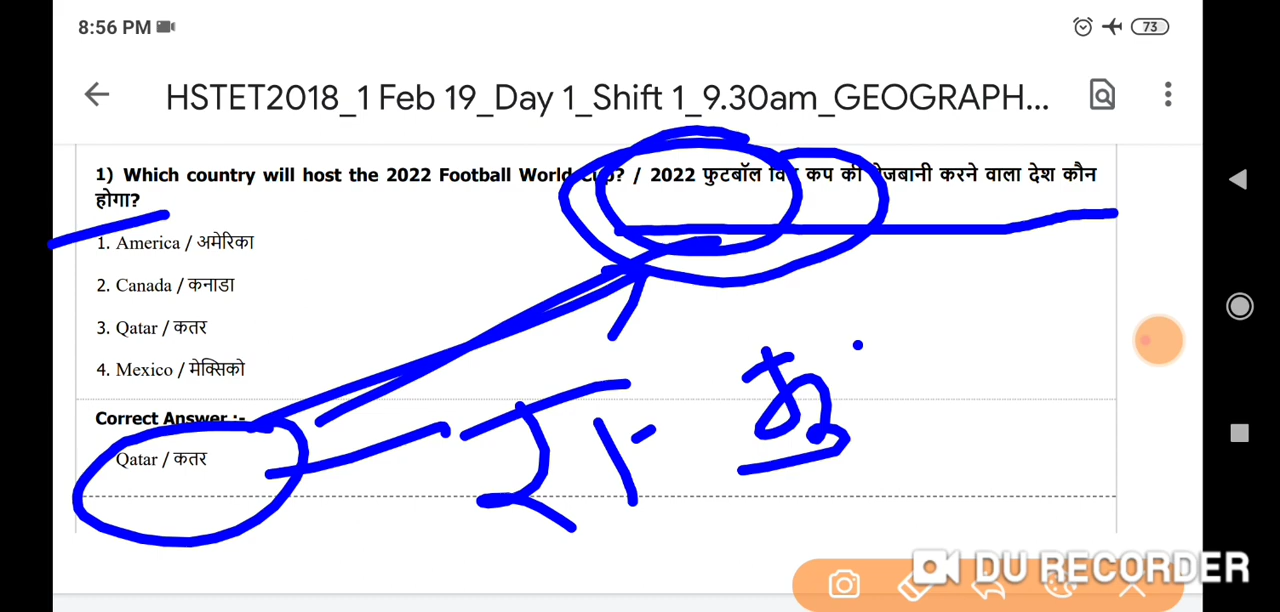 8:56 PM
73
HSTET2018_1 Feb 19_Day 1_Shift 1_9.30am_GEOGRAPH...
1) Which country will host the 2022 Football World Cup? / 2022 फुटबॉल विश्व कप की मेजबानी करने वाला देश कौन
होगा?
1. America / अमेरिका
2. Canada / कनाडा
3. Qatar / कतर
4. Mexico / मेक्सिको
Correct Answer :-
Qatar / कतर
DU RECORDER